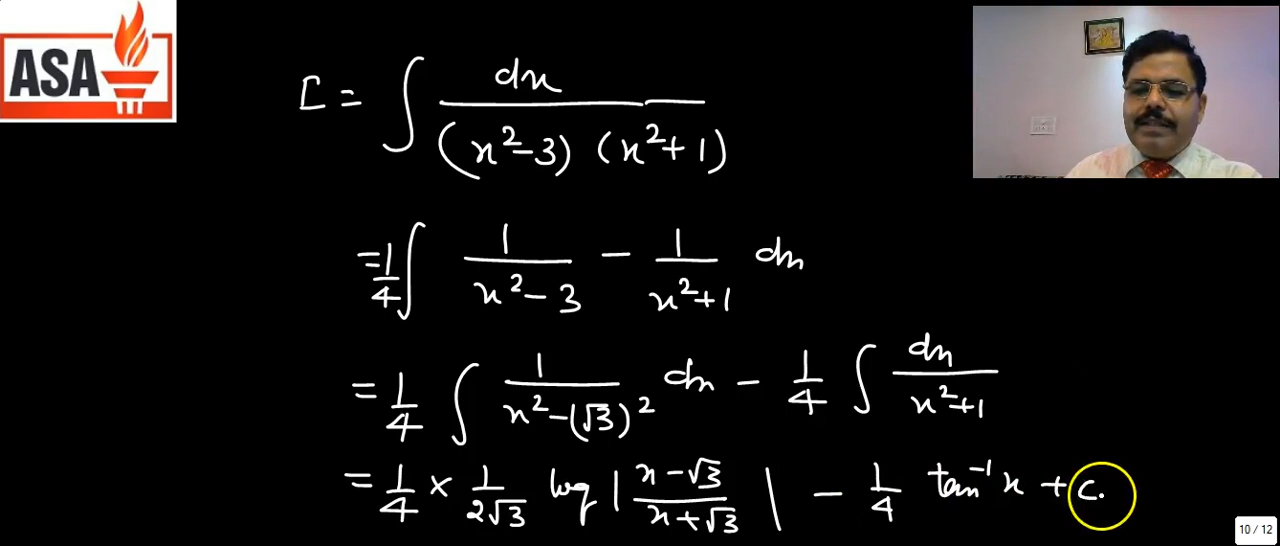 ASA
I = ∫ dx / (x² - 3) (x² + 1)
= 1/4 ∫ 1/(x² - 3) - 1/(x² + 1) dx
= 1/4 ∫ 1/(x² - (√3)²) dx - 1/4 ∫ dx/(x² + 1)
= 1/4 × 1/2√3 log | x - √3 / x + √3 | - 1/4 tan⁻¹ x + c.
10 / 12